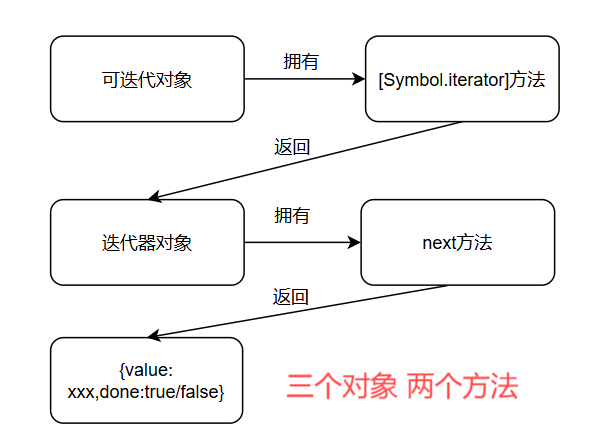 可迭代对象
拥有
[Symbol.iterator]方法
返回
迭代器对象
拥有
next方法
返回
{value:
xxx,done:true/false}
三个对象 两个方法